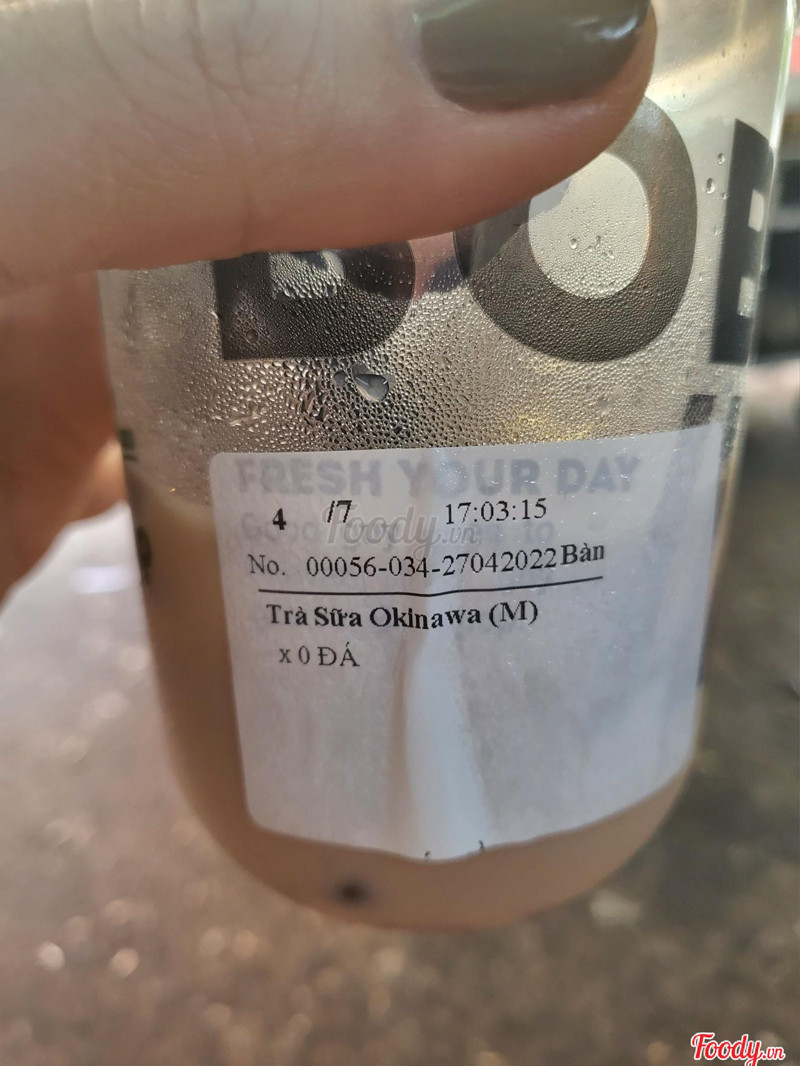 FRESH YOUR DAY
4 /7 17:03:15
No. 00056-034-27042022 Bàn
Trà Sữa Okinawa (M)
x 0 ĐÁ
Foody.vn
Foody.vn